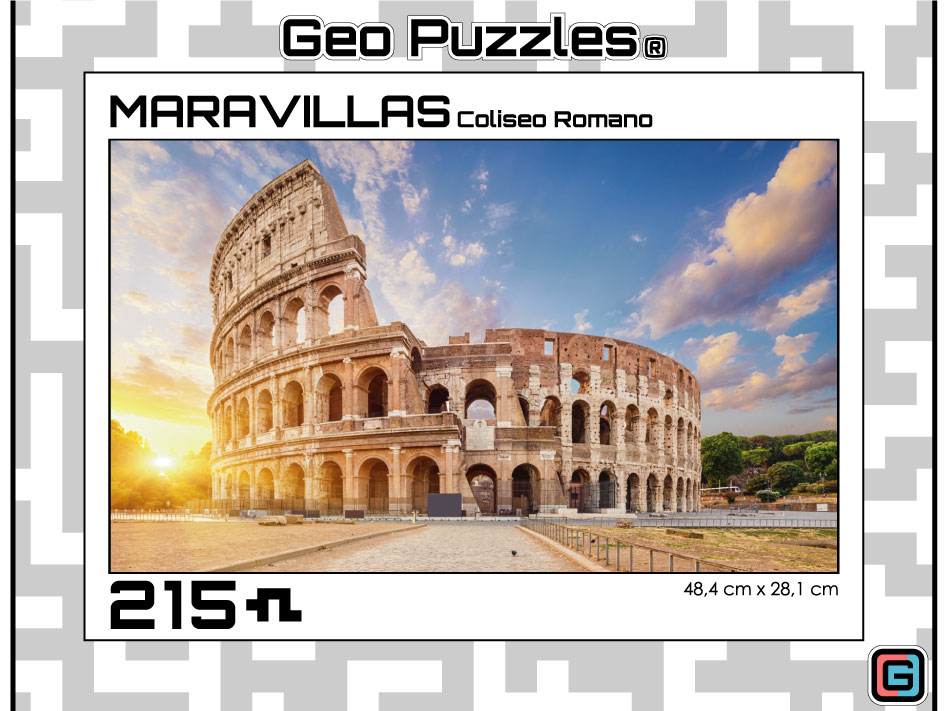 Geo Puzzles®
MARAVILLAS Coliseo Romano
215
48,4 cm x 28,1 cm
G